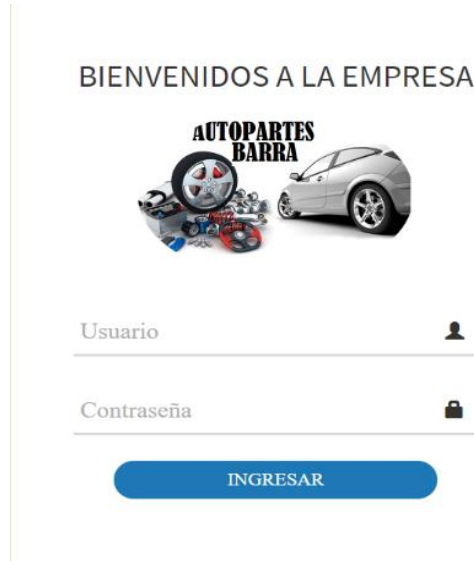 BIENVENIDOS A LA EMPRESA
AUTOPARTES
BARRA
Usuario
Contraseña
INGRESAR